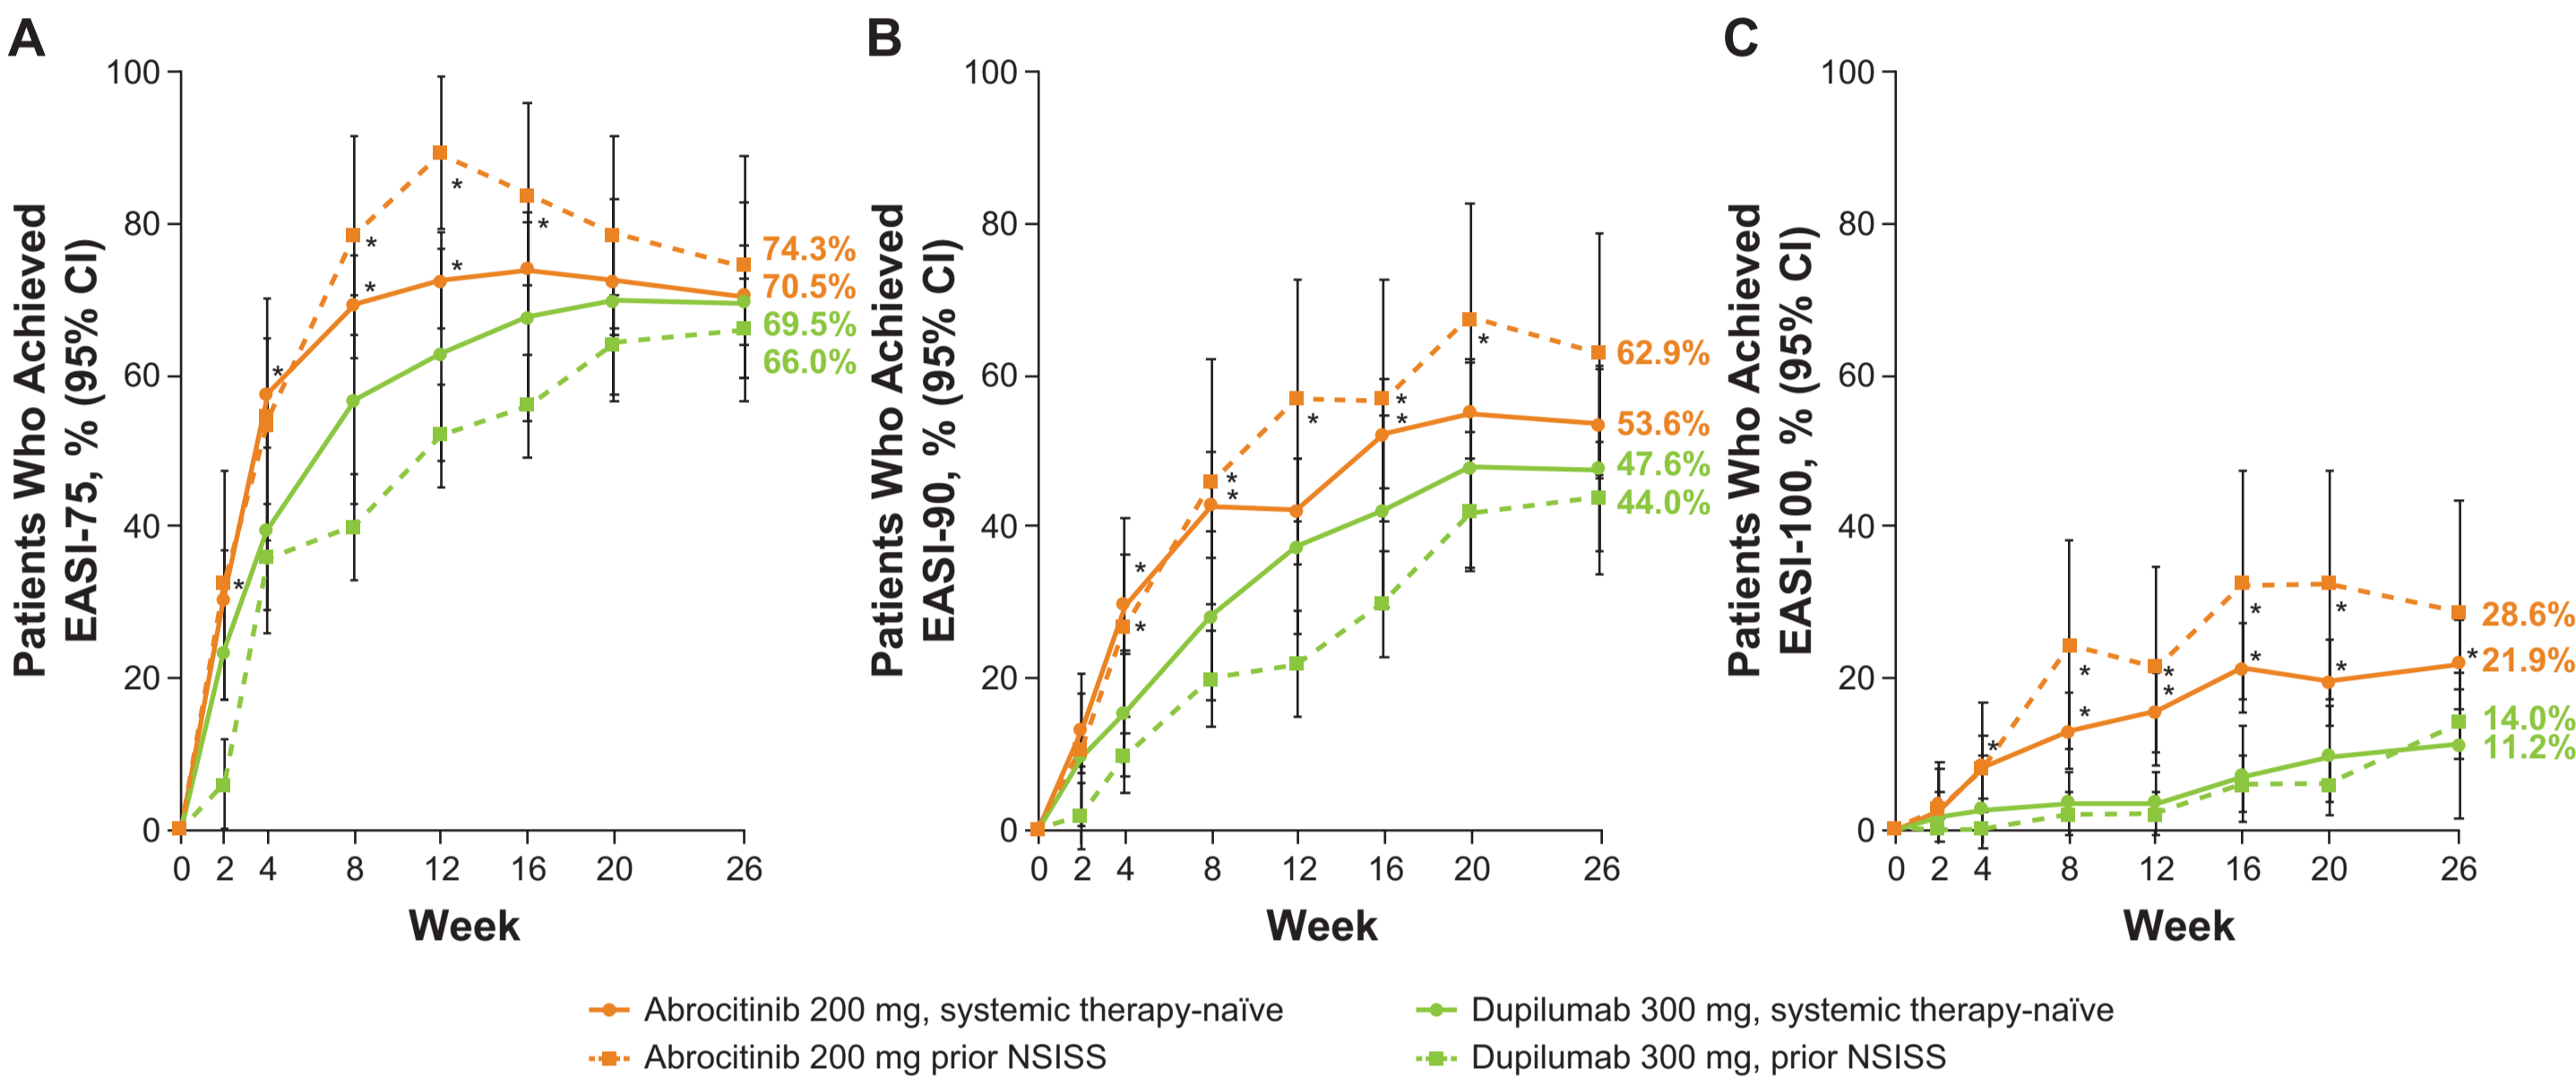 A
Patients Who Achieved
EASI-75, % (95% CI)
100
80
60
40
20
0
*
*
*
*
*
*
*
74.3%
70.5%
69.5%
66.0%
0 2 4 8 12 16 20 26
Week
B
Patients Who Achieved
EASI-90, % (95% CI)
100
80
60
40
20
0
*
*
*
*
*
*
*
*
62.9%
53.6%
47.6%
44.0%
0 2 4 8 12 16 20 26
Week
C
Patients Who Achieved
EASI-100, % (95% CI)
100
80
60
40
20
0
*
*
*
*
*
*
*
*
*
*
28.6%
21.9%
14.0%
11.2%
0 2 4 8 12 16 20 26
Week
Abrocitinib 200 mg, systemic therapy-naïve
Dupilumab 300 mg, systemic therapy-naïve
Abrocitinib 200 mg prior NSISS
Dupilumab 300 mg, prior NSISS